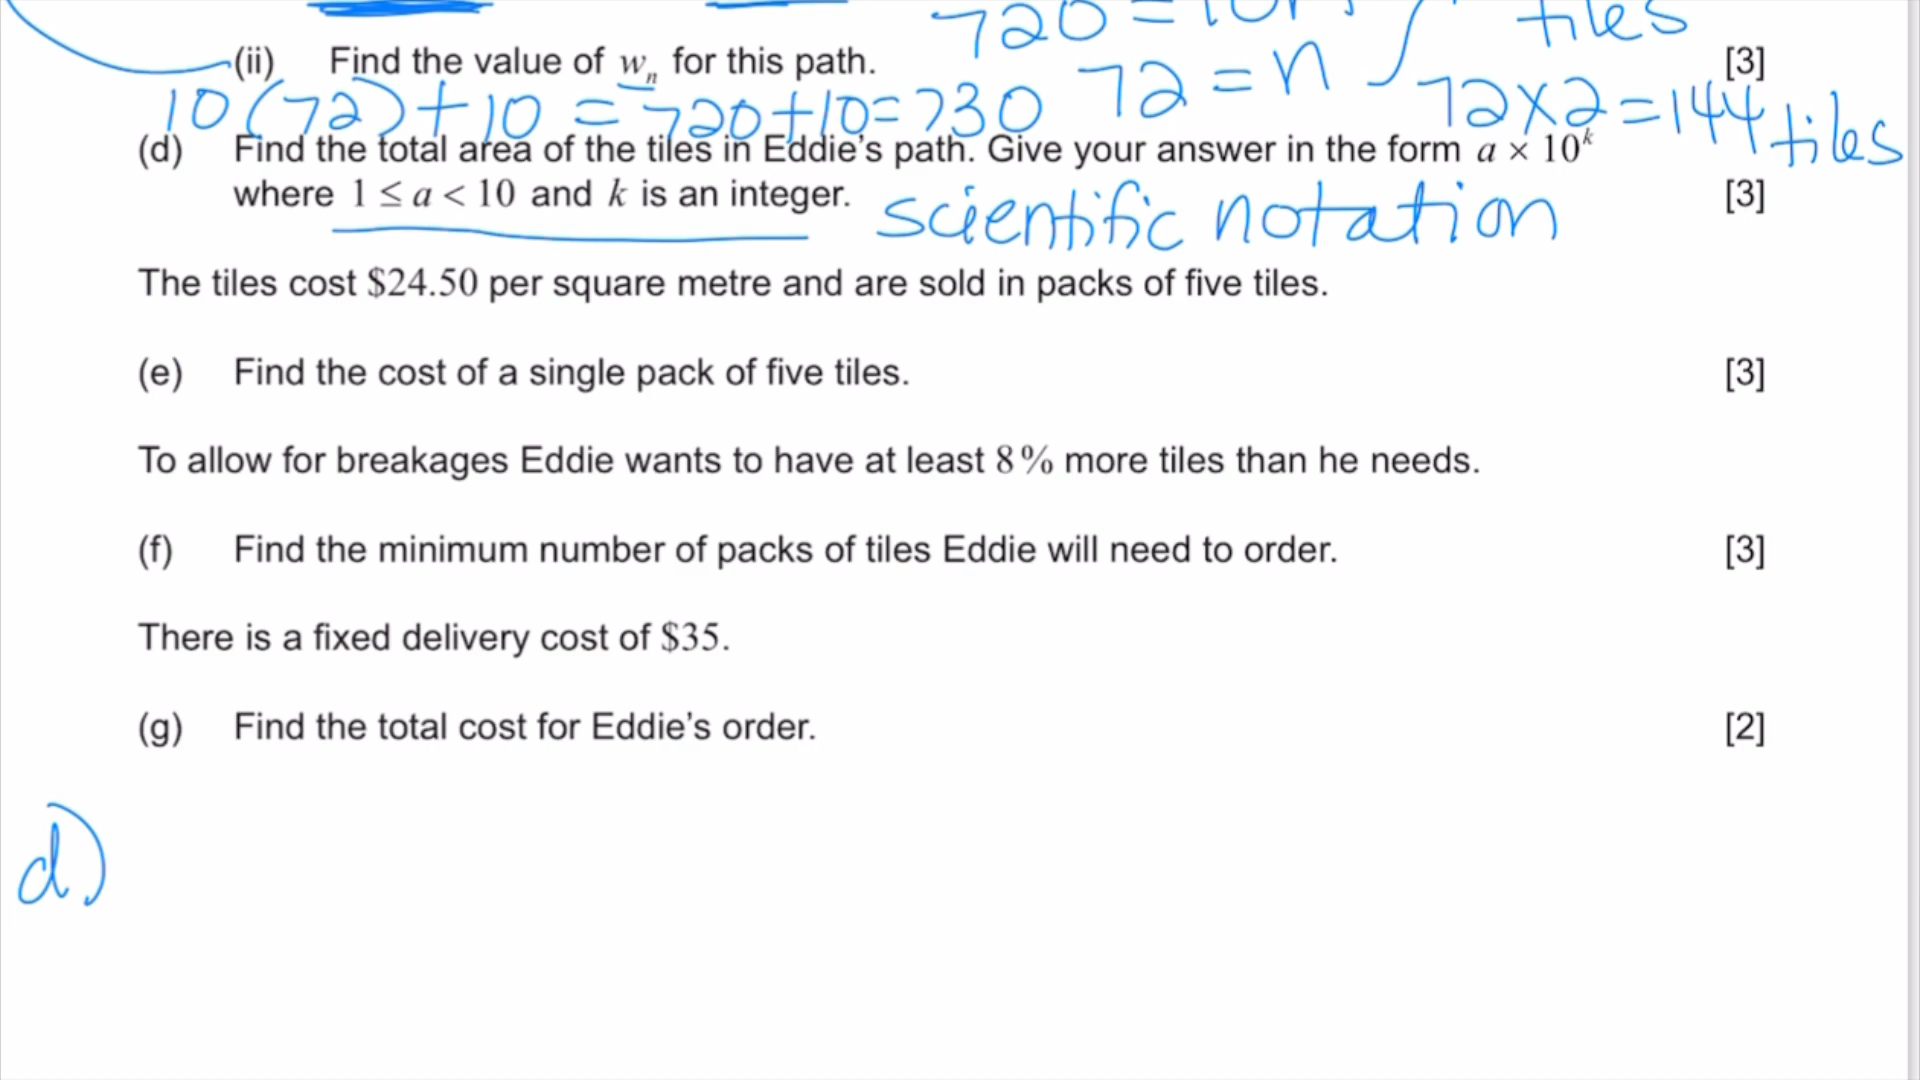 tiles
(ii) Find the value of wₙ for this path. [3]
72 = n
10(72)+10 = 720+10=730
72×2=144 tiles
(d) Find the total area of the tiles in Eddie's path. Give your answer in the form a × 10ᵏ
where 1 ≤ a < 10 and k is an integer. [3]
scientific notation
The tiles cost $24.50 per square metre and are sold in packs of five tiles.
(e) Find the cost of a single pack of five tiles. [3]
To allow for breakages Eddie wants to have at least 8% more tiles than he needs.
(f) Find the minimum number of packs of tiles Eddie will need to order. [3]
There is a fixed delivery cost of $35.
(g) Find the total cost for Eddie's order. [2]
d)